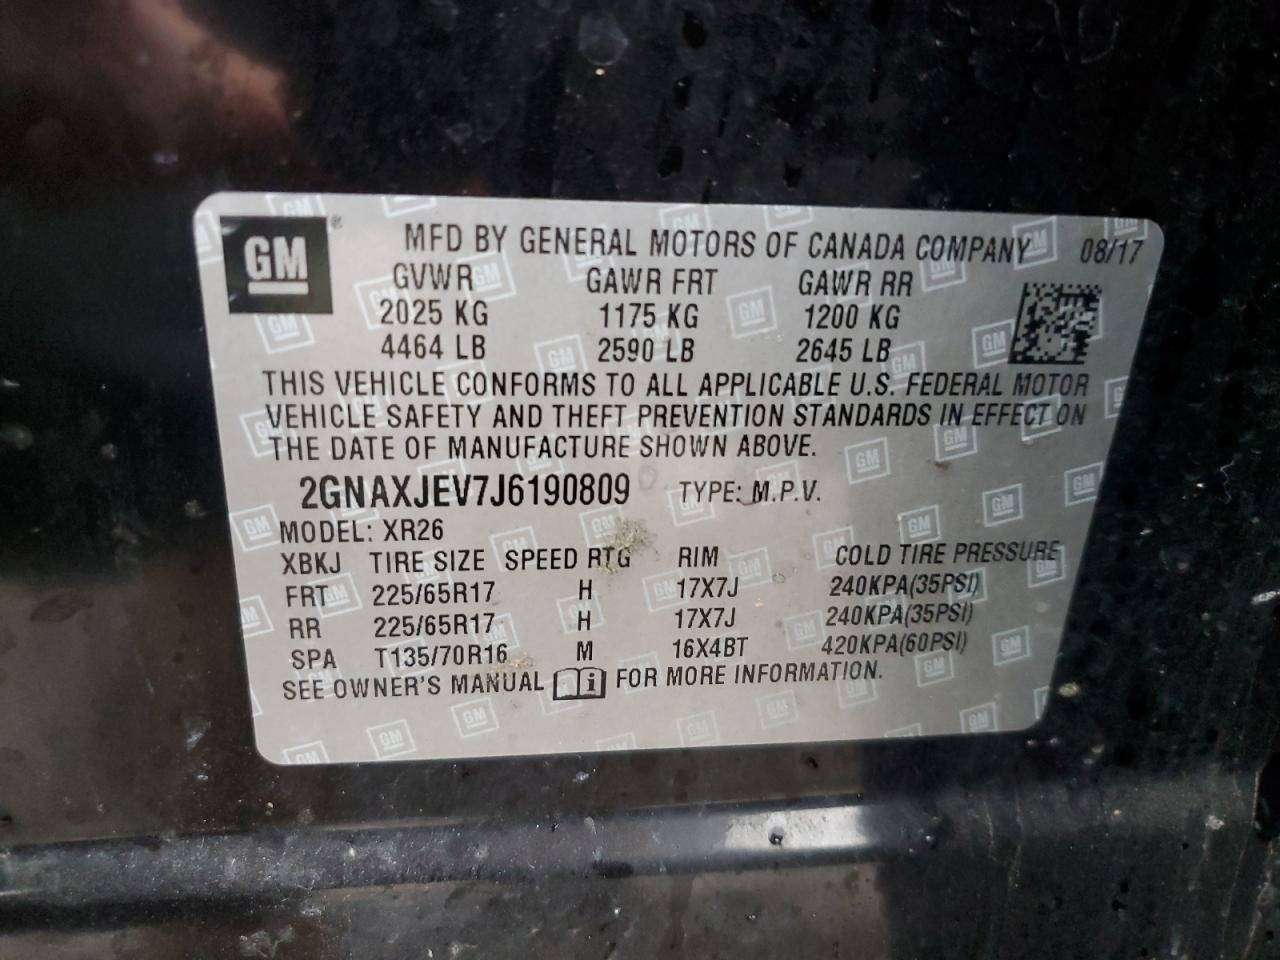 GM ® MFD BY GENERAL MOTORS OF CANADA COMPANY 08/17
GVWR GAWR FRT GAWR RR
2025 KG 1175 KG 1200 KG
4464 LB 2590 LB 2645 LB
THIS VEHICLE CONFORMS TO ALL APPLICABLE U.S. FEDERAL MOTOR
VEHICLE SAFETY AND THEFT PREVENTION STANDARDS IN EFFECT ON
THE DATE OF MANUFACTURE SHOWN ABOVE.
2GNAXJEV7J6190809 TYPE: M.P.V.
MODEL: XR26
XBKJ TIRE SIZE SPEED RTG RIM COLD TIRE PRESSURE
FRT 225/65R17 H 17X7J 240KPA(35PSI)
RR 225/65R17 H 17X7J 240KPA(35PSI)
SPA T135/70R16 M 16X4BT 420KPA(60PSI)
SEE OWNER'S MANUAL i FOR MORE INFORMATION.